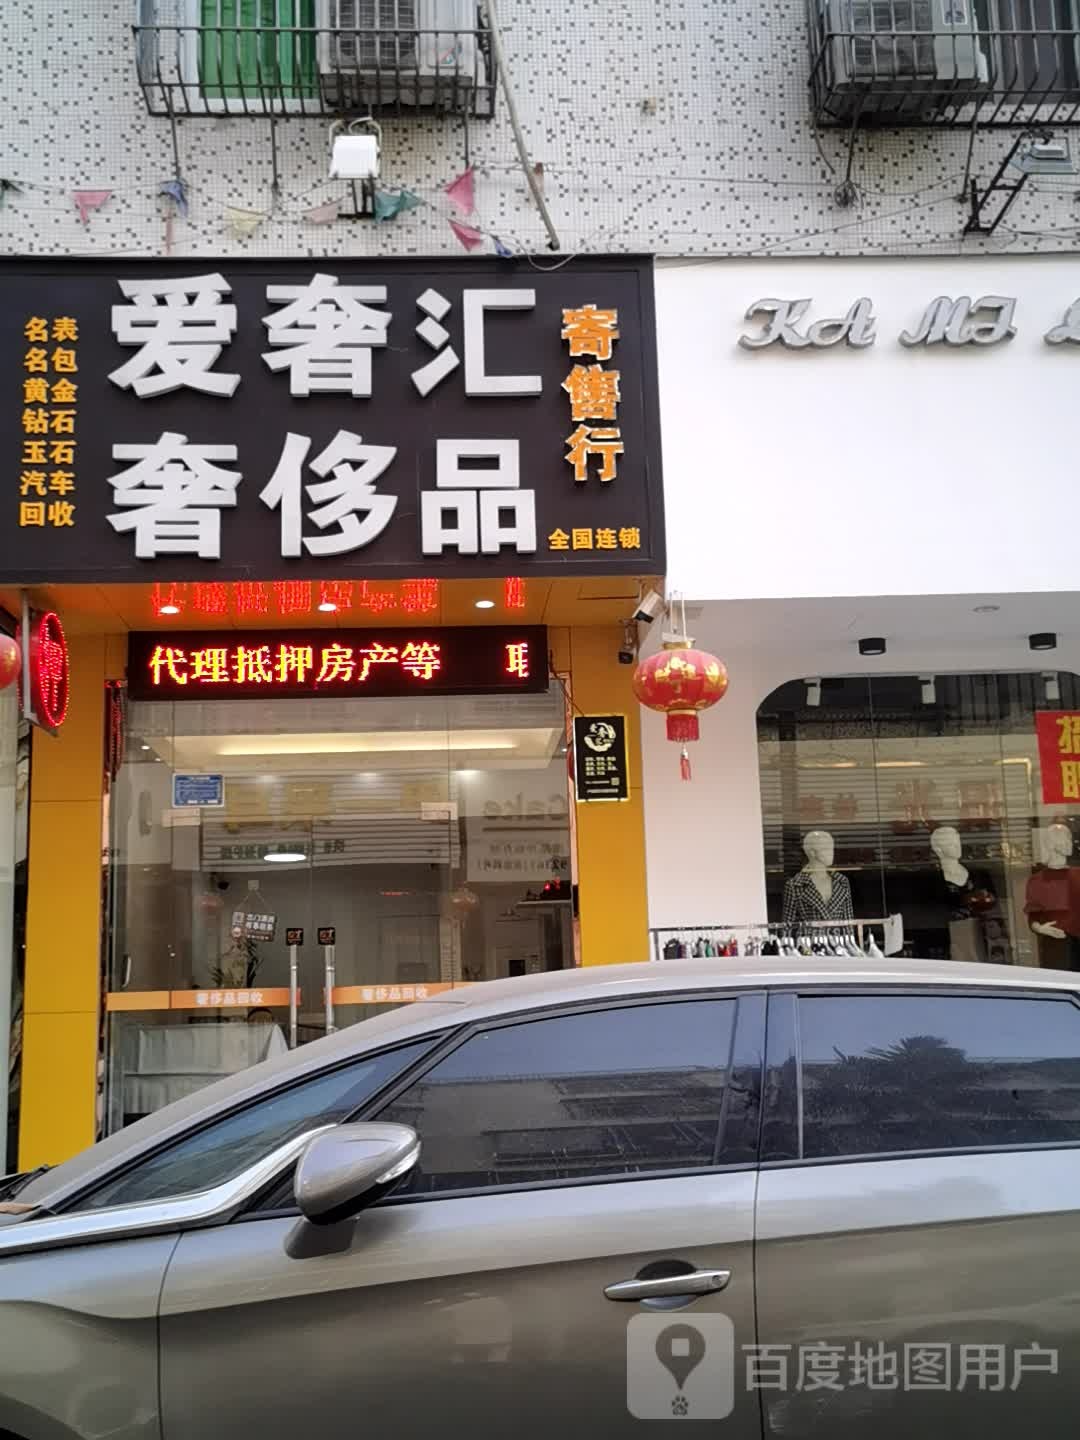 爱奢汇
奢侈品
寄售行
全国连锁
名表
名包
黄金
钻石
玉石
汽车
回收
KA MI
代理抵押房产等
奢侈品回收
奢侈品回收
Cake
百度地图用户